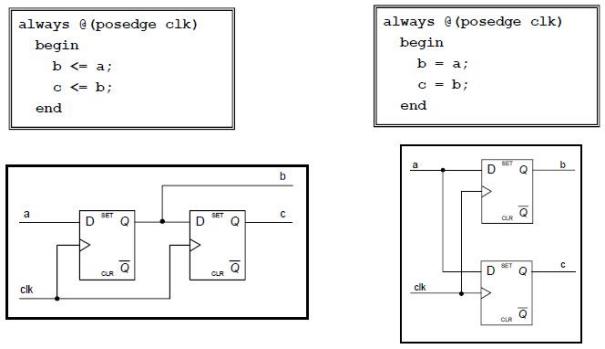 always @(posedge clk)
begin
b <= a;
c <= b;
end
always @(posedge clk)
begin
b = a;
c = b;
end
b
a D SET Q D SET Q c
CLR Q CLR Q
clk
a D SET Q b
CLR Q
D SET Q c
clk
CLR Q